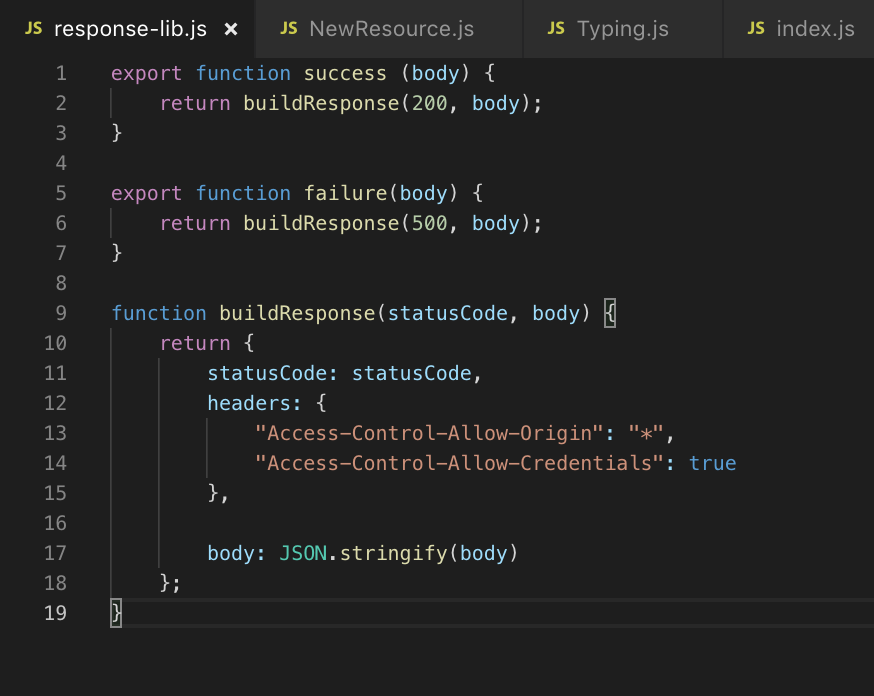 JS response-lib.js × JS NewResource.js JS Typing.js JS index.js
1 export function success (body) {
2     return buildResponse(200, body);
3 }
4
5 export function failure(body) {
6     return buildResponse(500, body);
7 }
8
9 function buildResponse(statusCode, body) {
10     return {
11         statusCode: statusCode,
12         headers: {
13             "Access-Control-Allow-Origin": "*",
14             "Access-Control-Allow-Credentials": true
15         },
16
17         body: JSON.stringify(body)
18     };
19 }